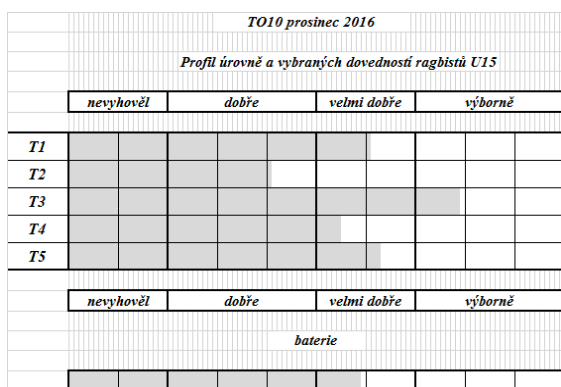 TO10 prosinec 2016
Profil úrovně a vybraných dovedností ragbistů U15
nevyhověl dobře velmi dobře výborně
T1
T2
T3
T4
T5
nevyhověl dobře velmi dobře výborně
baterie